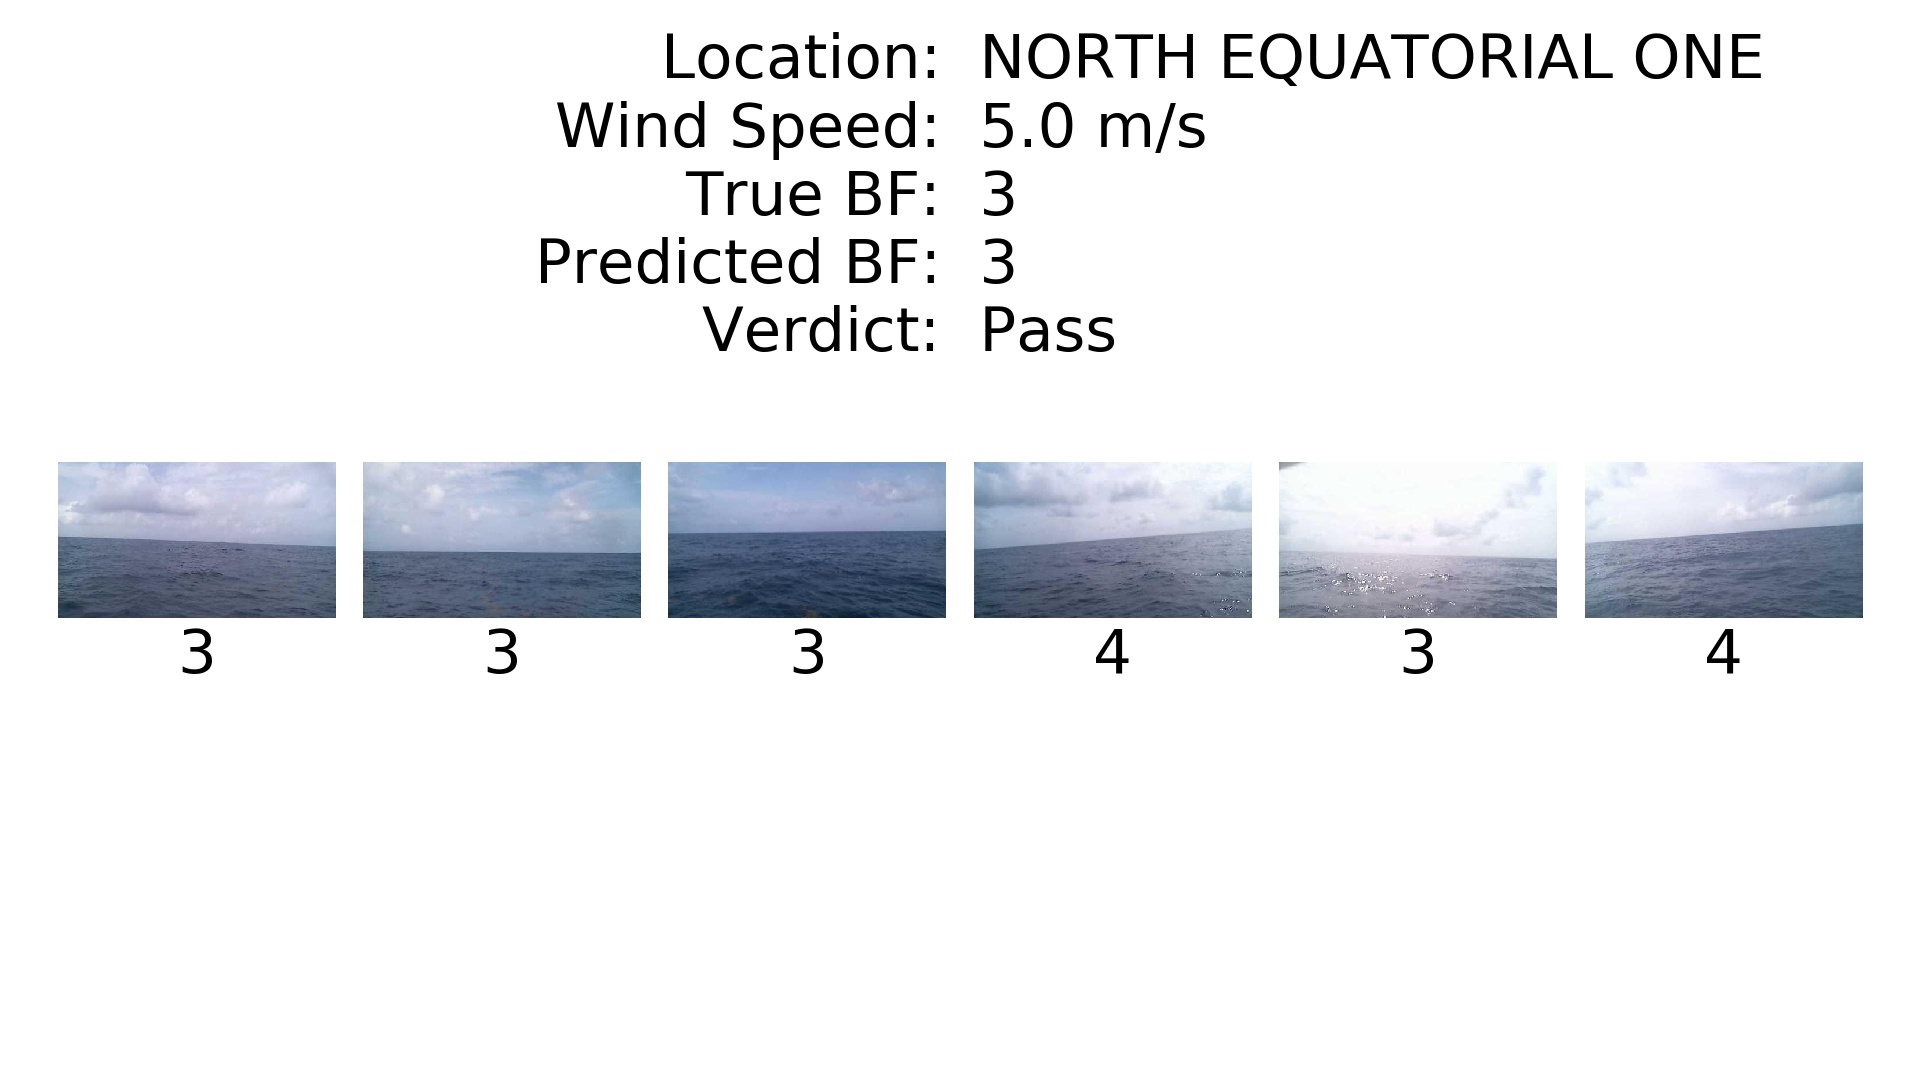 Location: NORTH EQUATORIAL ONE
Wind Speed: 5.0 m/s
True BF: 3
Predicted BF: 3
Verdict: Pass
3 3 3 4 3 4